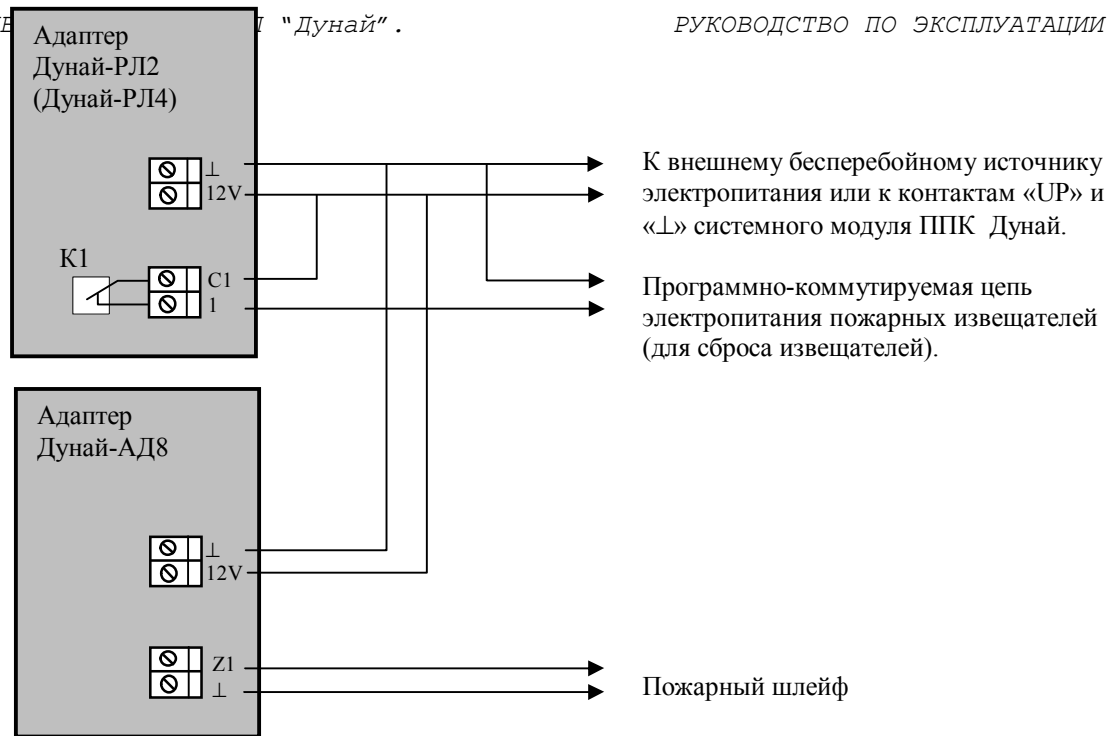 "Дунай". РУКОВОДСТВО ПО ЭКСПЛУАТАЦИИ
Адаптер
Дунай-РЛ2
(Дунай-РЛ4)
⊥
12V
К1
C1
1
К внешнему бесперебойному источнику
электропитания или к контактам «UP» и
«⊥» системного модуля ППК Дунай.
Программно-коммутируемая цепь
электропитания пожарных извещателей
(для сброса извещателей).
Адаптер
Дунай-АД8
⊥
12V
Z1
⊥
Пожарный шлейф